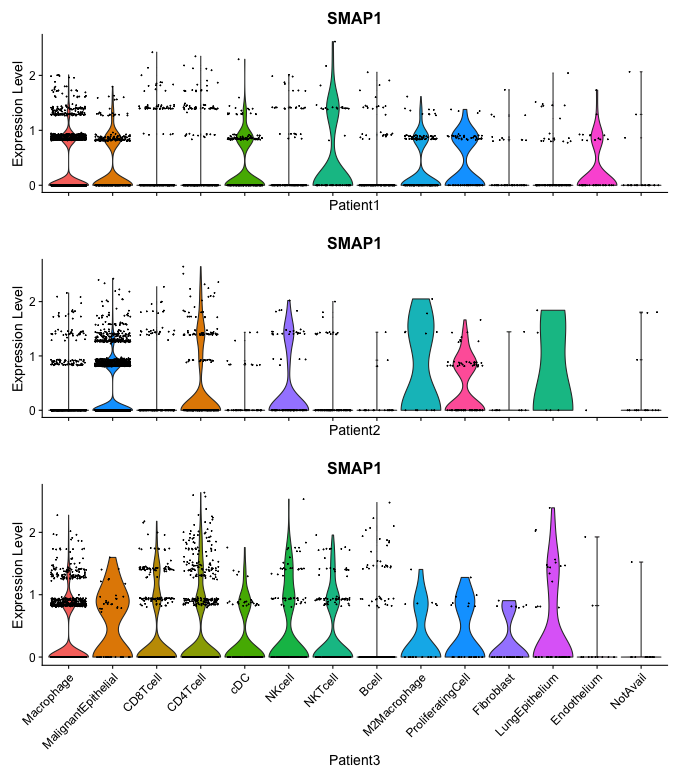 SMAP1
Expression Level
2
1
0
Patient1
SMAP1
Expression Level
2
1
0
Patient2
SMAP1
Expression Level
2
1
0
Macrophage
MalignantEpithelial
CD8Tcell
CD4Tcell
cDC
NKcell
NKTcell
Bcell
M2Macrophage
ProliferatingCell
Fibroblast
LungEpithelium
Endothelium
NotAvail
Patient3